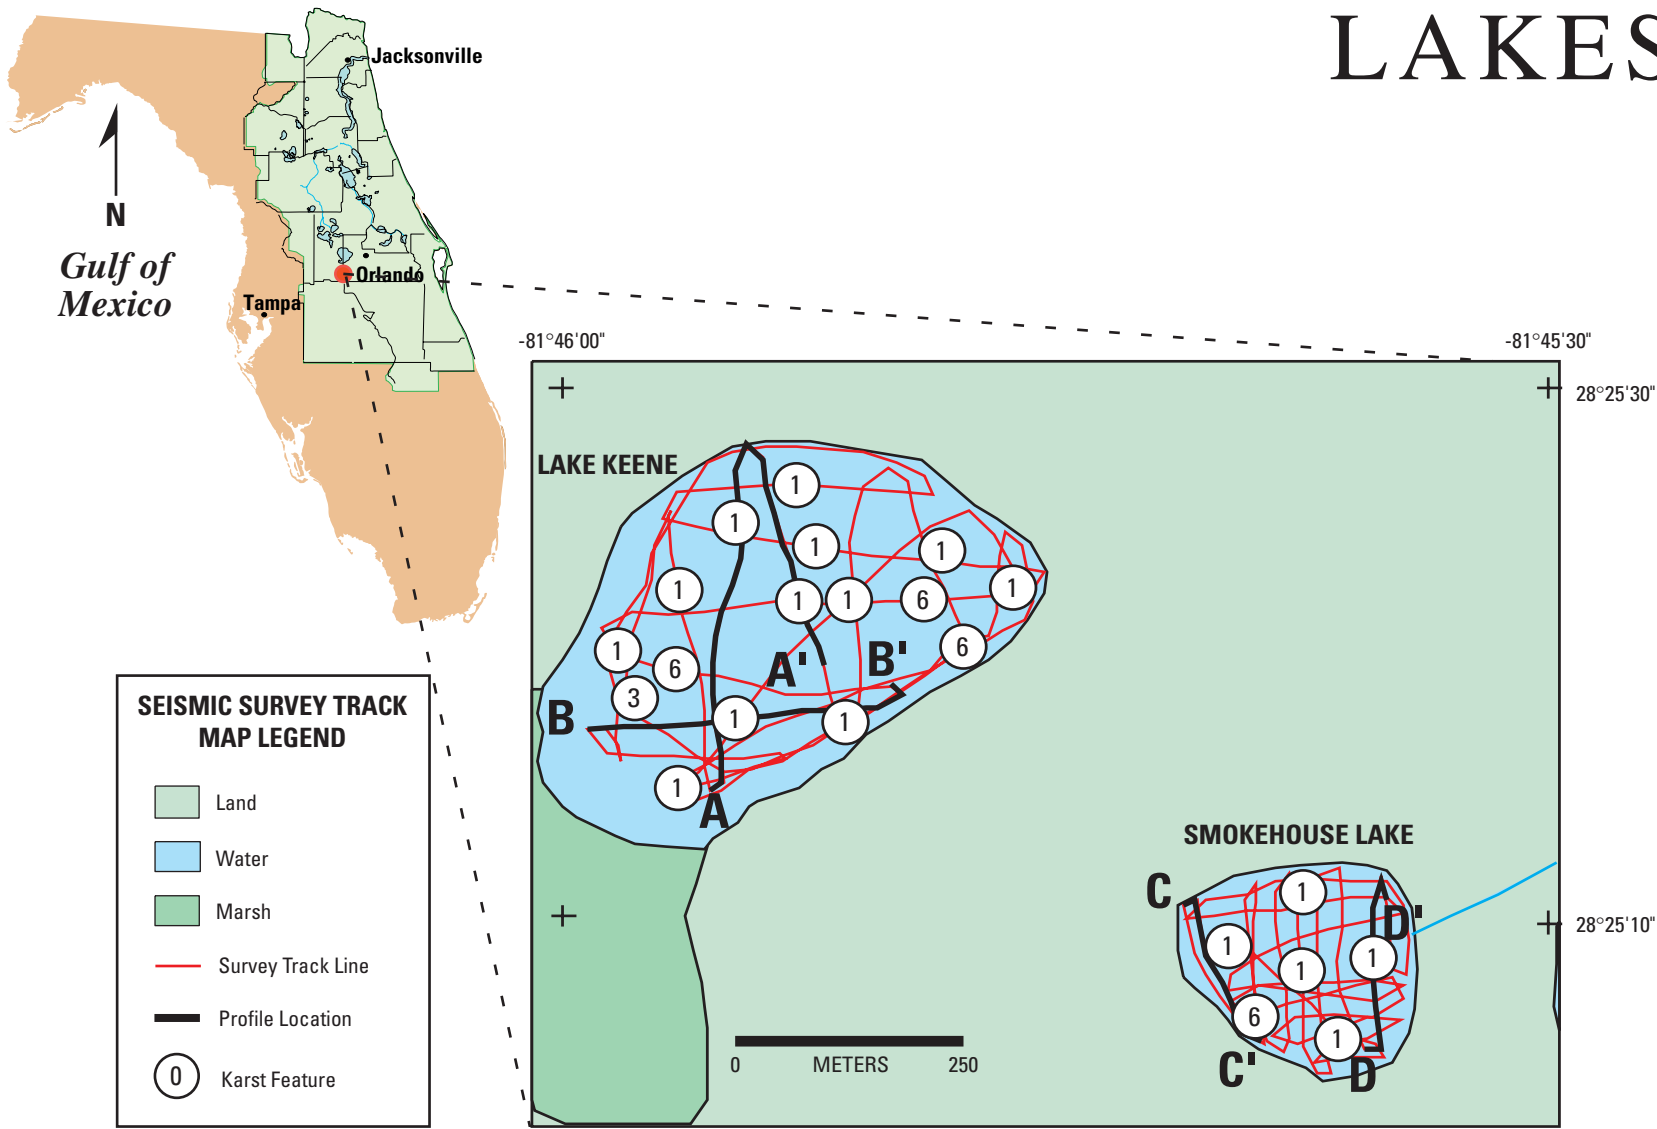 LAKES
Jacksonville
N
Gulf of
Mexico
Orlando
Tampa
-81°46'00"
-81°45'30"
28°25'30"
LAKE KEENE
1
1
1
1
1
1
1
6
1
1
6
6
3
A'
B'
B
1
1
1
A
SEISMIC SURVEY TRACK
MAP LEGEND
Land
Water
Marsh
Survey Track Line
Profile Location
0 Karst Feature
SMOKEHOUSE LAKE
C
1
D'
28°25'10"
1
1
1
6
1
C'
D
0 METERS 250